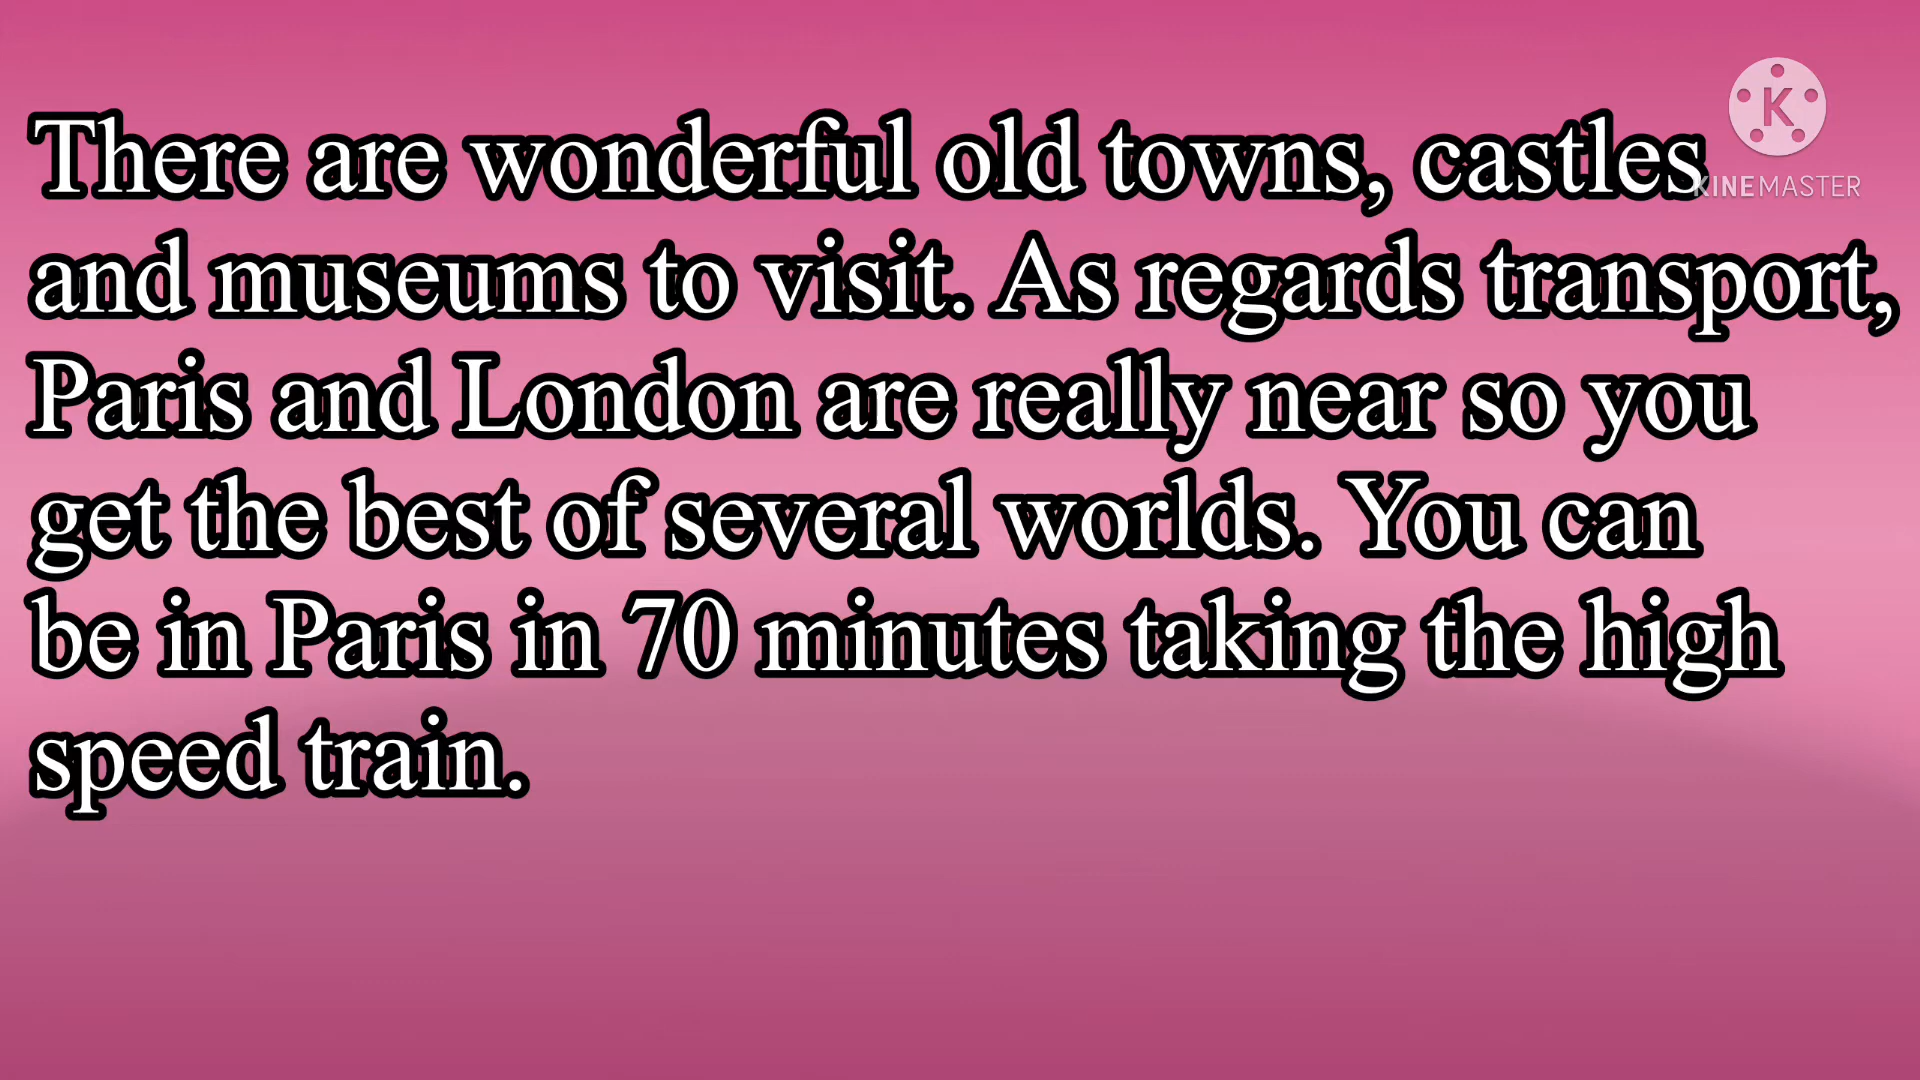 There are wonderful old towns, castles
and museums to visit. As regards transport,
Paris and London are really near so you
get the best of several worlds. You can
be in Paris in 70 minutes taking the high
speed train.
K
KINEMASTER